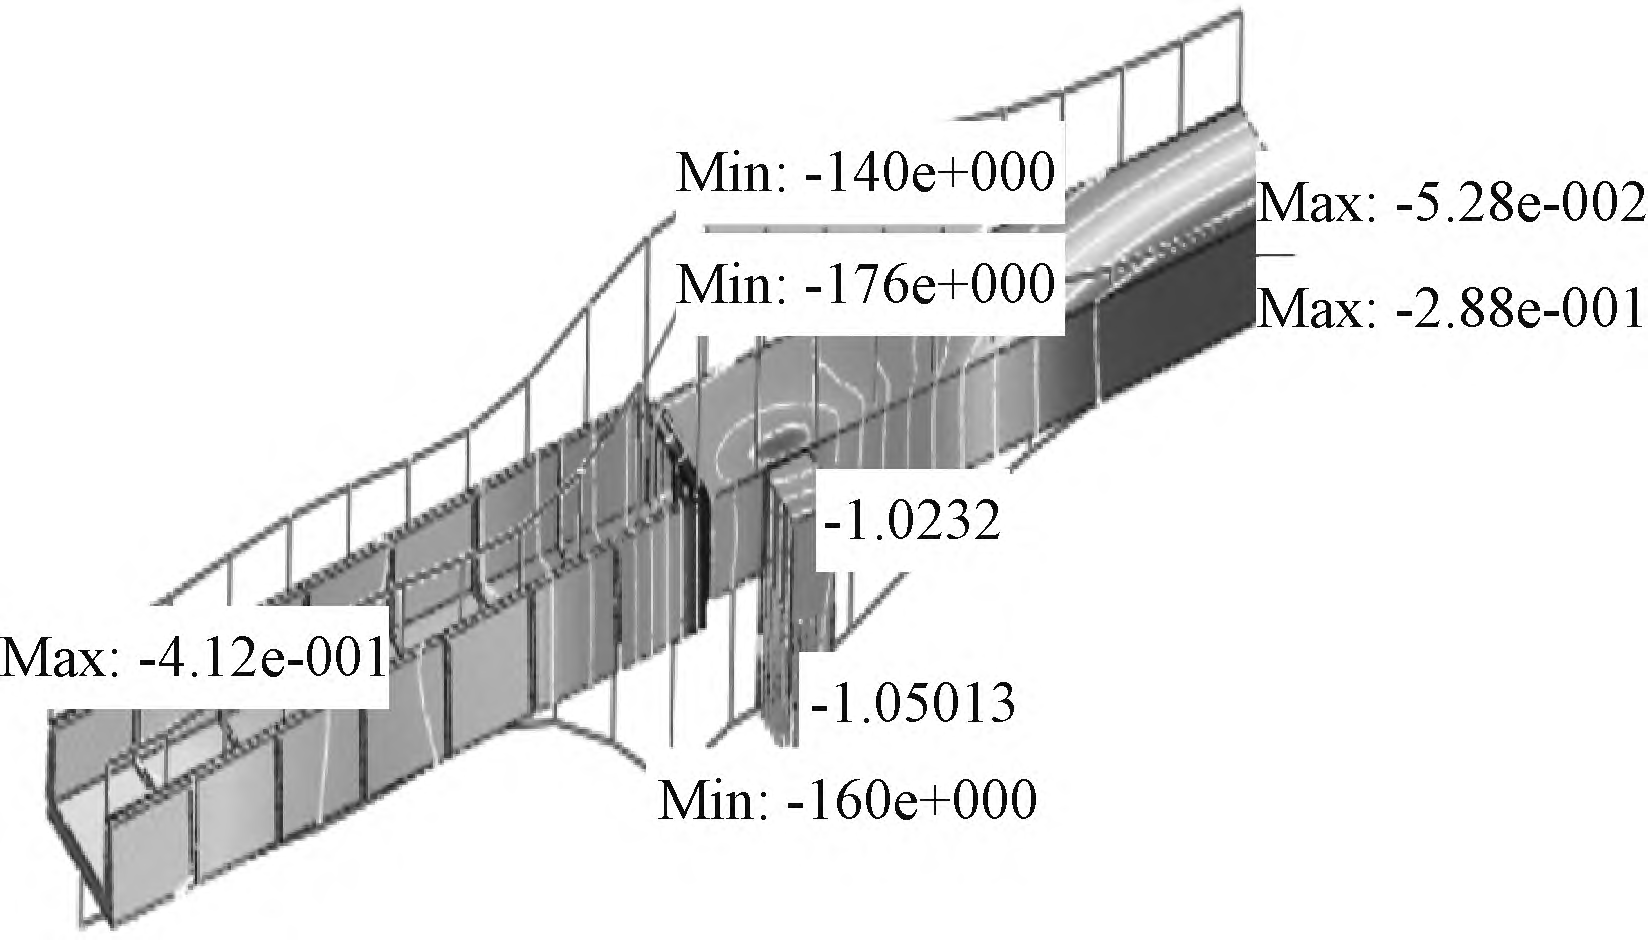 Min: -140e+000
Max: -5.28e-002
Min: -176e+000
Max: -2.88e-001
-1.0232
Max: -4.12e-001
-1.05013
Min: -160e+000